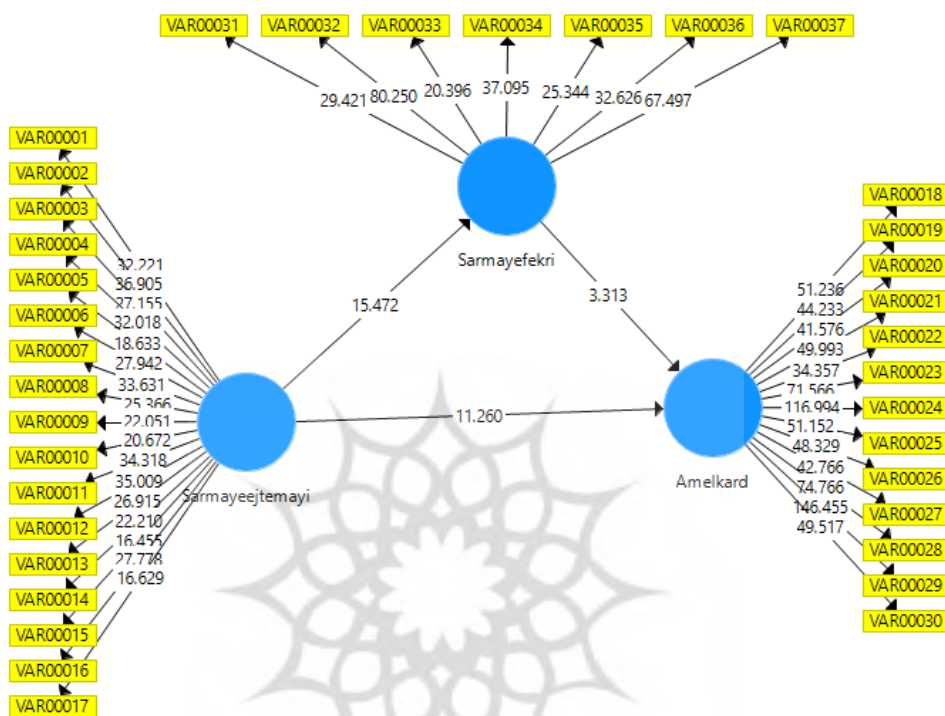 VAR00031 VAR00032 VAR00033 VAR00034 VAR00035 VAR00036 VAR00037
29.421 80.250 20.396 37.095 25.344 32.626 67.497
Sarmayefekri
VAR00001
VAR00002
VAR00003
VAR00004
VAR00005
VAR00006
VAR00007
VAR00008
VAR00009
VAR00010
VAR00011
VAR00012
VAR00013
VAR00014
VAR00015
VAR00016
VAR00017
32.221
36.905
27.155
32.018
18.633
27.942
33.631
25.366
22.051
20.672
34.318
35.009
26.915
22.210
16.455
27.778
16.629
Sarmayeejtemayi
15.472
3.313
11.260
Amelkard
51.236
44.233
41.576
49.993
34.357
71.566
116.994
51.152
48.329
42.766
74.766
146.455
49.517
VAR00018
VAR00019
VAR00020
VAR00021
VAR00022
VAR00023
VAR00024
VAR00025
VAR00026
VAR00027
VAR00028
VAR00029
VAR00030